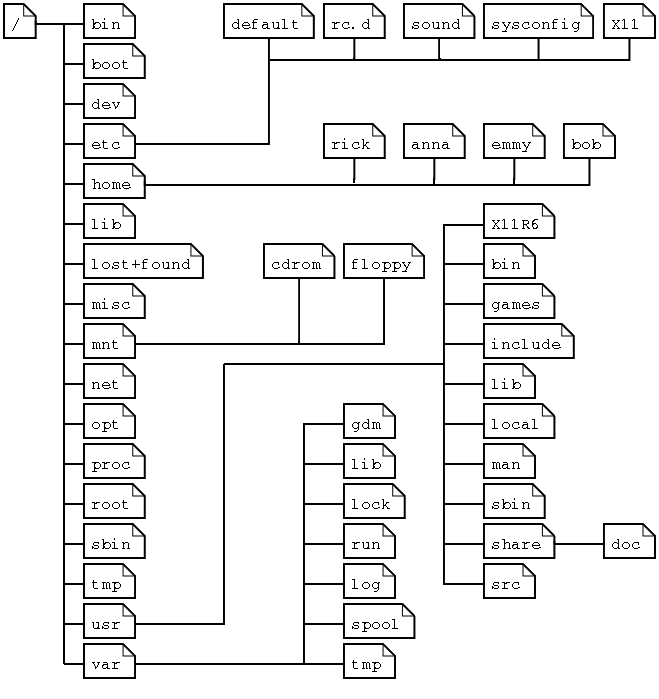 / bin default rc.d sound sysconfig X11
boot
dev
etc rick anna emmy bob
home
lib X11R6
lost+found cdrom floppy bin
misc games
mnt include
net lib
opt gdm local
proc lib man
root lock sbin
sbin run share doc
tmp log src
usr spool
var tmp